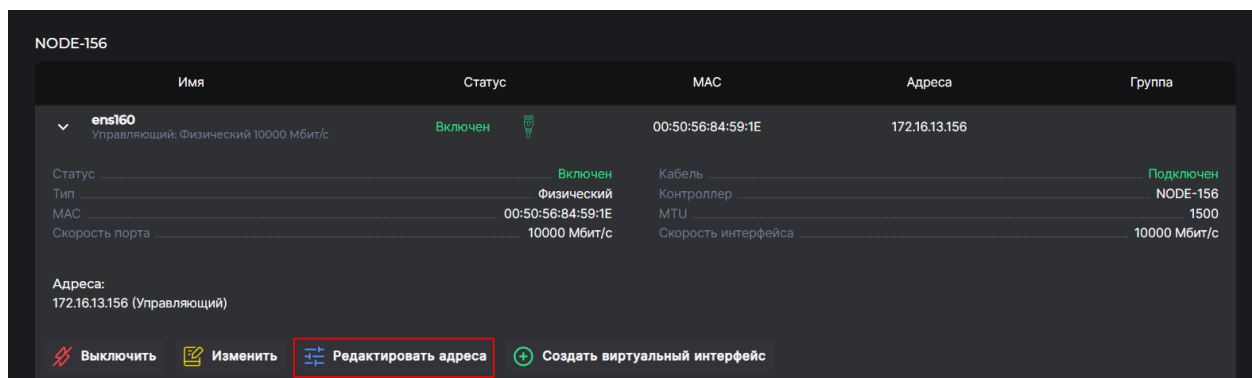 NODE-156
Имя Статус MAC Адреса Группа
ens160
Управляющий: Физический 10000 Мбит/с
Включен 00:50:56:84:59:1E 172.16.13.156
Статус Включен Кабель Подключен
Тип Физический Контроллер NODE-156
MAC 00:50:56:84:59:1E MTU 1500
Скорость порта 10000 Мбит/с Скорость интерфейса 10000 Мбит/с
Адреса:
172.16.13.156 (Управляющий)
Выключить Изменить Редактировать адреса Создать виртуальный интерфейс